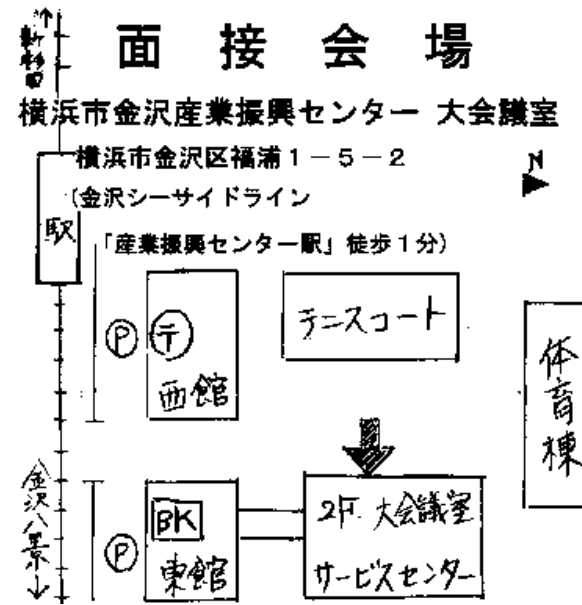 ↑新杉田
面接会場
横浜市金沢産業振興センター 大会議室
横浜市金沢区福浦1-5-2
(金沢シーサイドライン
「産業振興センター駅」徒歩1分)
N
駅
P
〒
西館
テニスコート
体育棟
金沢八景↓
P
BK
東館
2F 大会議室
サービスセンター